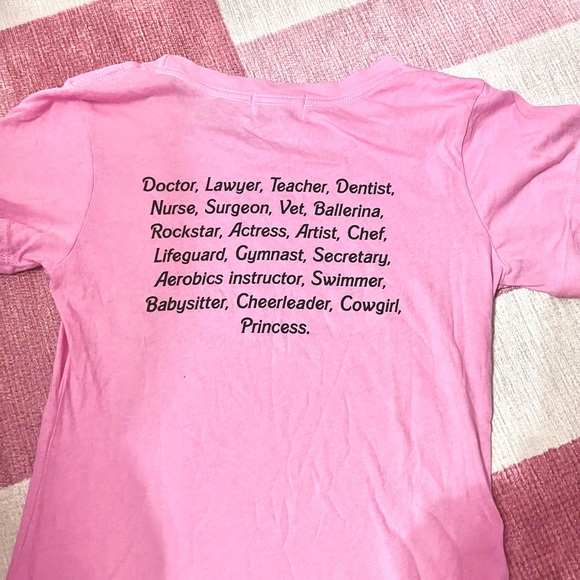 Doctor, Lawyer, Teacher, Dentist,
Nurse, Surgeon, Vet, Ballerina,
Rockstar, Actress, Artist, Chef,
Lifeguard, Gymnast, Secretary,
Aerobics instructor, Swimmer,
Babysitter, Cheerleader, Cowgirl,
Princess.